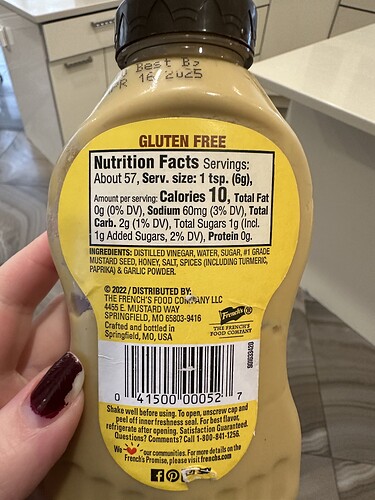 Best By
R 16 2025
GLUTEN FREE
Nutrition Facts Servings:
About 57, Serv. size: 1 tsp. (6g),
Amount per serving: Calories 10, Total Fat
0g (0% DV), Sodium 60mg (3% DV), Total
Carb. 2g (1% DV), Total Sugars 1g (Incl.
1g Added Sugars, 2% DV), Protein 0g.
INGREDIENTS: DISTILLED VINEGAR, WATER, SUGAR, #1 GRADE
MUSTARD SEED, HONEY, SALT, SPICES (INCLUDING TURMERIC,
PAPRIKA) & GARLIC POWDER.
© 2022 / DISTRIBUTED BY:
THE FRENCH'S FOOD COMPANY LLC
4455 E. MUSTARD WAY
SPRINGFIELD, MO 65803-9416
Crafted and bottled in
Springfield, MO, USA
French's ®
THE FRENCH'S
FOOD COMPANY
0 41500 00052 7
Shake well before using. To open, unscrew cap and
peel off inner freshness seal. For best flavor,
refrigerate after opening. Satisfaction Guaranteed.
Questions? Comments? Call 1-800-841-1256.
We our communities. For more details on the
French's Promise, please visit frenchs.com